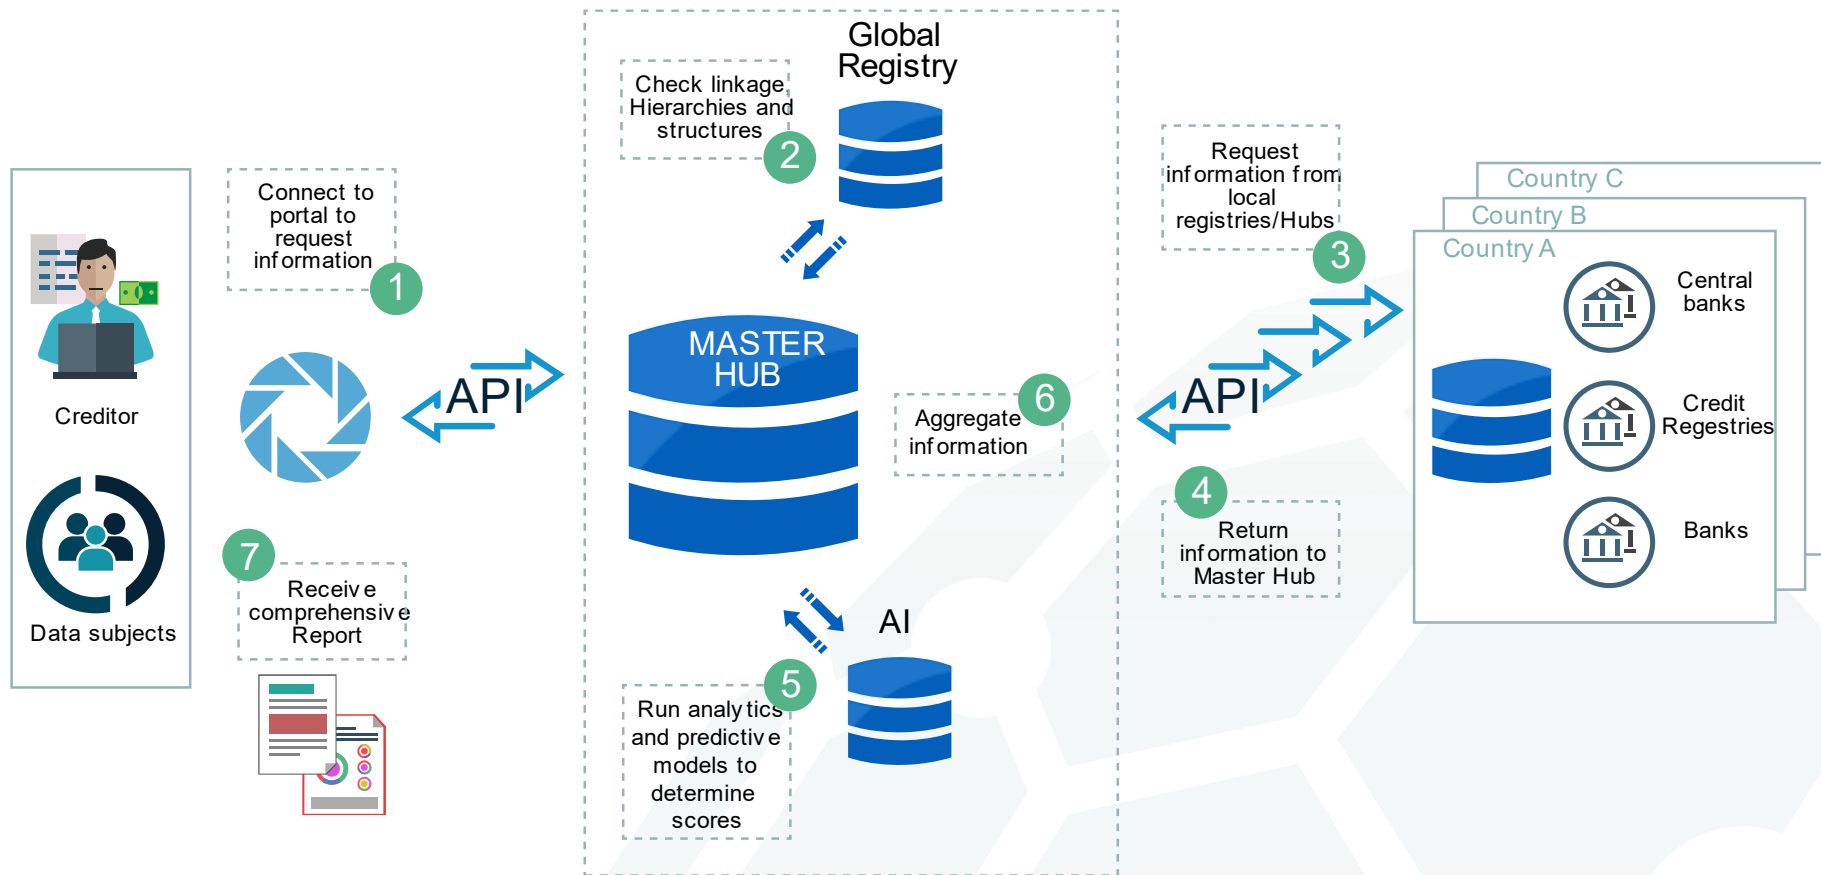 Creditor
Data subjects
Connect to
portal to
request
information
1
API
7
Receive
comprehensive
Report
Global
Registry
Check linkage,
Hierarchies and
structures
2
MASTER
HUB
6
Aggregate
information
AI
5
Run analytics
and predictive
models to
determine
scores
Request
information from
local
registries/Hubs
3
API
4
Return
information to
Master Hub
Country C
Country B
Country A
Central
banks
Credit
Regestries
Banks